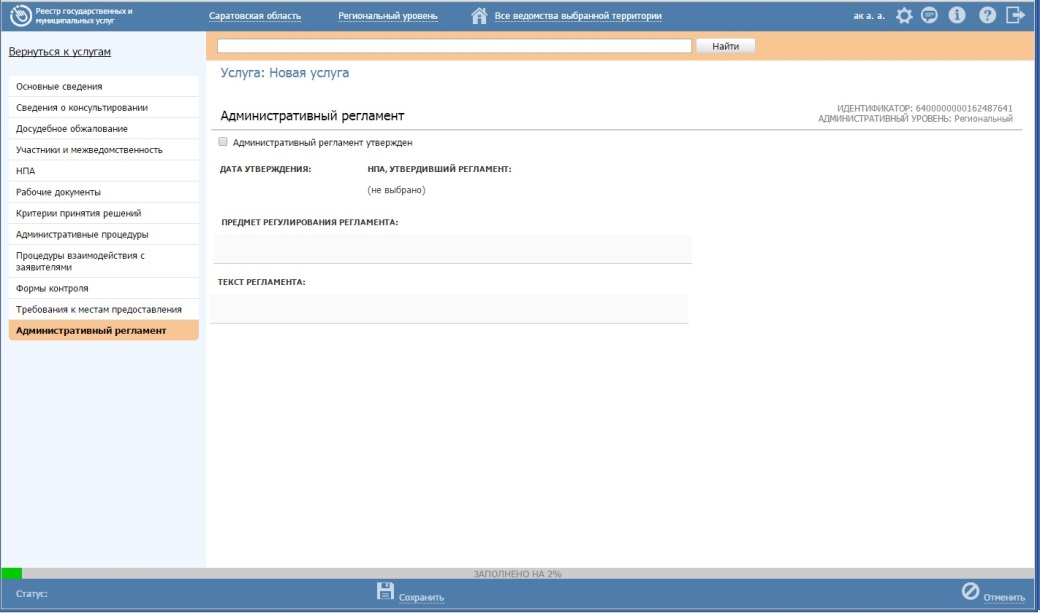 Реестр государственных и
муниципальных услуг
Саратовская область
Региональный уровень
Все ведомства выбранной территории
ак а. а.
Вернуться к услугам
Найти
Основные сведения
Сведения о консультировании
Досудебное обжалование
Участники и межведомственность
НПА
Рабочие документы
Критерии принятия решений
Административные процедуры
Процедуры взаимодействия с
заявителями
Формы контроля
Требования к местам предоставления
Административный регламент
Услуга: Новая услуга
Административный регламент
ИДЕНТИФИКАТОР: 6400000000162487641
АДМИНИСТРАТИВНЫЙ УРОВЕНЬ: Региональный
Административный регламент утвержден
ДАТА УТВЕРЖДЕНИЯ:
НПА, УТВЕРДИВШИЙ РЕГЛАМЕНТ:
(не выбрано)
ПРЕДМЕТ РЕГУЛИРОВАНИЯ РЕГЛАМЕНТА:
ТЕКСТ РЕГЛАМЕНТА:
ЗАПОЛНЕНО НА 2%
Статус:
Сохранить
Отменить